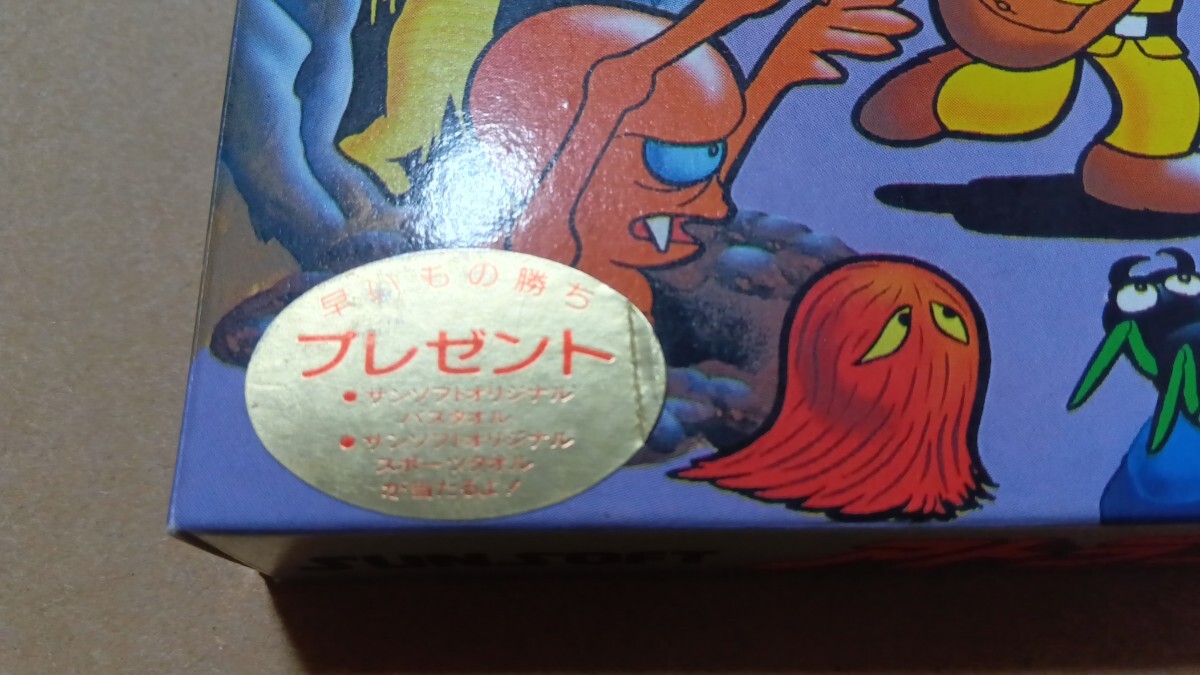 早いもの勝ち
プレゼント
●サンソフトオリジナル
バスタオル
●サンソフトオリジナル
スポーツタオル
が当たるよ!
SUNSOFT